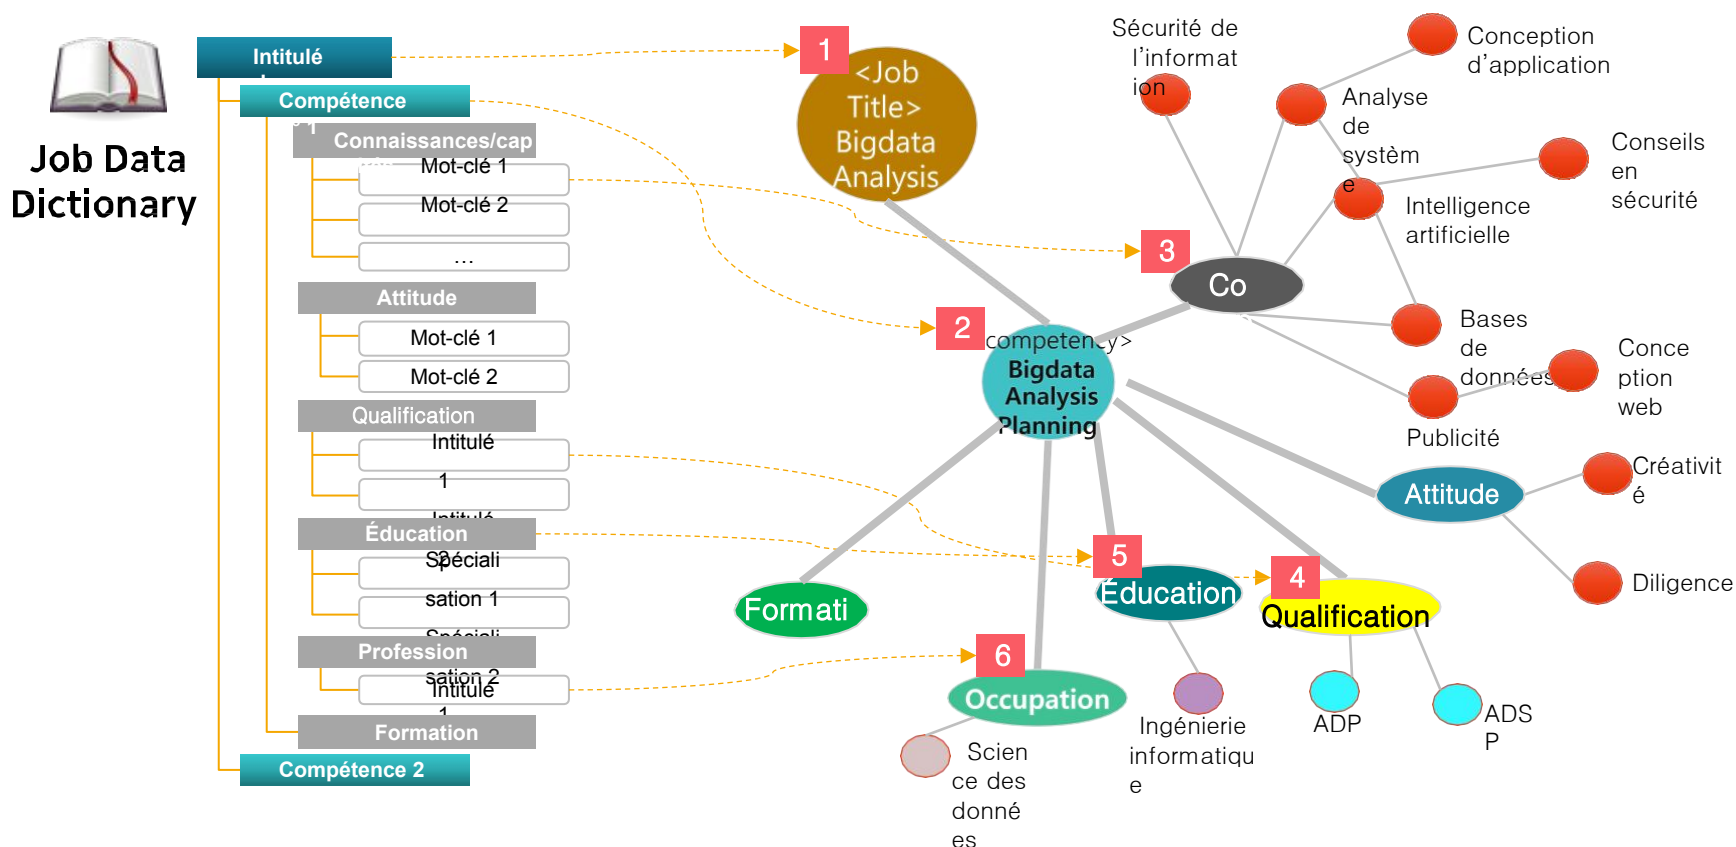 Job Data
Dictionary
Intitulé
Compétence
1
Connaissances/cap
Mot-clé 1
Mot-clé 2
...
Attitude
Mot-clé 1
Mot-clé 2
Qualification
Intitulé
1
Intitulé
2
Éducation
Spéciali
sation 1
Spéciali
sation 2
Profession
Intitulé
1
Formation
Compétence 2
1
<Job
Title>
Bigdata
Analysis
2
competency>
Bigdata
Analysis
Planning
3
Co
Sécurité de
l'informat
ion
Analyse
de
systèm
e
Conception
d'application
Conseils
en
sécurité
Intelligence
artificielle
Bases
de
données
Conce
ption
web
Publicité
Attitude
Créativit
é
Diligence
4
Qualification
ADP
ADS
P
5
Éducation
Ingénierie
informatiqu
e
6
Occupation
Scien
ce des
donné
es
Formati